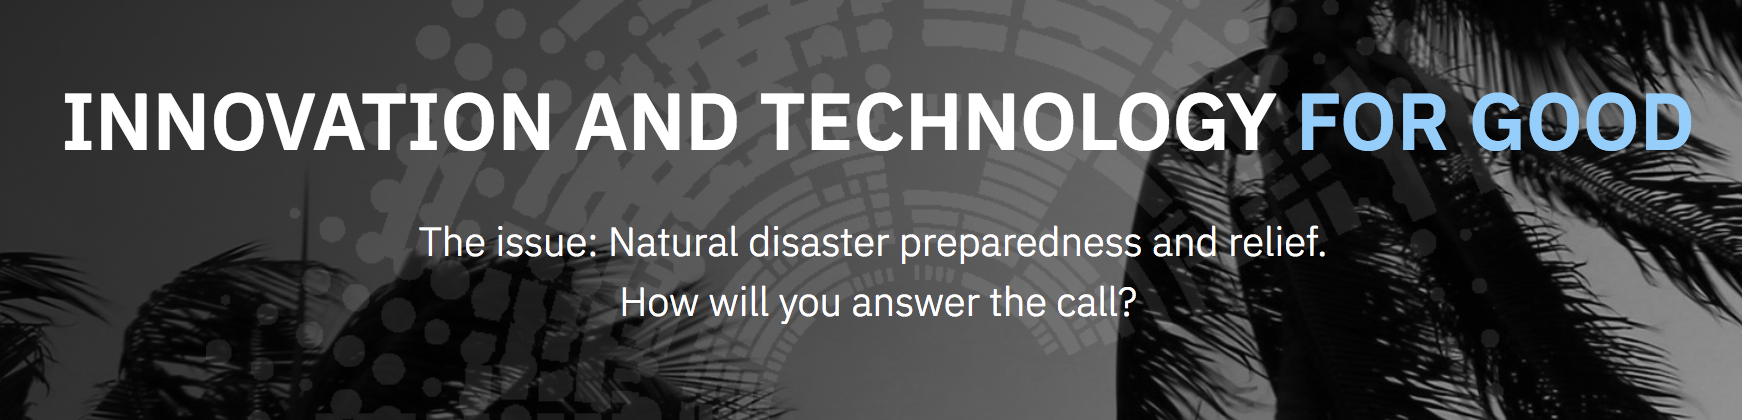 INNOVATION AND TECHNOLOGY FOR GOOD
The issue: Natural disaster preparedness and relief.
How will you answer the call?